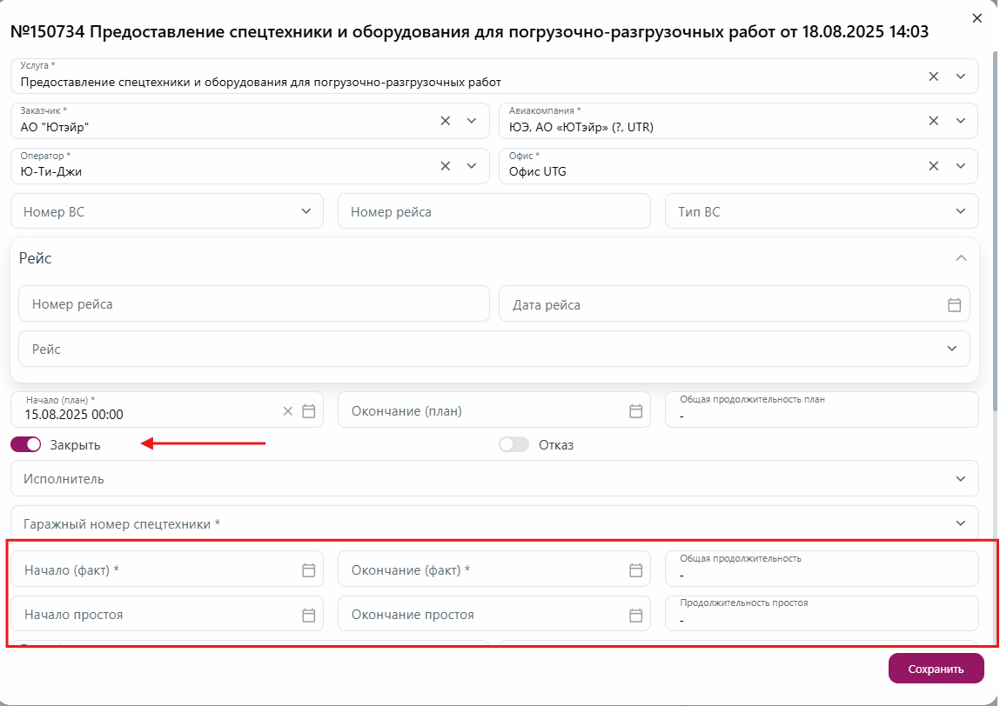 №150734 Предоставление спецтехники и оборудования для погрузочно-разгрузочных работ от 18.08.2025 14:03
Услуга *
Предоставление спецтехники и оборудования для погрузочно-разгрузочных работ
Заказчик *
АО "Ютэйр"
Авиакомпания *
ЮЭ, АО «ЮТэйр» (?, UTR)
Оператор *
Ю-Ти-Джи
Офис *
Офис UTG
Номер ВС
Номер рейса
Тип ВС
Рейс
Номер рейса
Дата рейса
Рейс
Начало (план) *
15.08.2025 00:00
Окончание (план)
Общая продолжительность план
-
Закрыть
Отказ
Исполнитель
Гаражный номер спецтехники *
Начало (факт) *
Окончание (факт) *
Общая продолжительность
-
Начало простоя
Окончание простоя
Продолжительность простоя
-
Сохранить